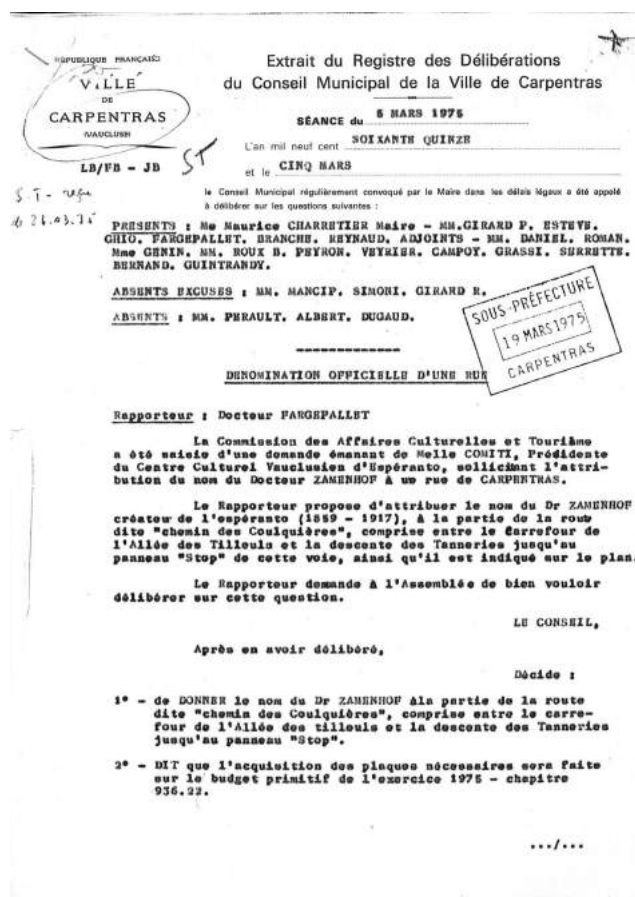 RÉPUBLIQUE FRANÇAISE
VILLE
DE
CARPENTRAS
(VAUCLUSE)
LB/FB - JB
ST
S.T - reçu
le 26.03.75
Extrait du Registre des Délibérations
du Conseil Municipal de la Ville de Carpentras
SÉANCE du 5 MARS 1975
L'an mil neuf cent SOIXANTE QUINZE
et le CINQ MARS
le Conseil Municipal régulièrement convoqué par le Maire dans les délais légaux a été appelé
à délibérer sur les questions suivantes :
PRESENTS : Me Maurice CHARRETIER Maire - MM.GIRARD P. ESTEVE.
GHIO. FARGEPALLET. BRANCHE. REYNAUD. ADJOINTS - MM. DANIEL. ROMAN.
Mme GENIN. MM. ROUX B. PEYRON. VEYRIER. CAMPOY. GRASSI. SERRETTE.
BERNAND. GUINTRANDY.
ABSENTS EXCUSES : MM. MANCIP. SIMONI. GIRARD R.
ABSENTS : MM. PERAULT. ALBERT. DUGAUD.
SOUS-PRÉFECTURE
19 MARS 1975
CARPENTRAS
DENOMINATION OFFICIELLE D'UNE RUE
Rapporteur : Docteur FARGEPALLET
La Commission des Affaires Culturelles et Tourisme
a été saisie d'une demande émanant de Melle COMITI, Prédidente
du Centre Culturel Vauclusien d'Espéranto, sollicitant l'attri-
bution du nom du Docteur ZAMENHOF à un rue de CARPENTRAS.
Le Rapporteur propose d'attribuer le nom du Dr ZAMENHOF
créateur de l'espéranto (1859 - 1917), à la partie de la route
dite "chemin des Coulquières", comprise entre le Carrefour de
l'Allée des Tilleuls et la descente des Tanneries jusqu'au
panneau "Stop" de cette voie, ainsi qu'il est indiqué sur le plan.
Le Rapporteur demande à l'Assemblée de bien vouloir
délibérer sur cette question.
LE CONSEIL,
Après en avoir délibéré,
Décide :
1° - de DONNER le nom du Dr ZAMENHOF àla partie de la route
dite "chemin des Coulquières", comprise entre le carre-
four de l'Allée des tilleuls et la descente des Tanneries
jusqu'au panneau "Stop".
2° - DIT que l'acquisition des plaques nécessaires sera faite
sur le budget primitif de l'exercice 1975 - chapitre
936.22.
.../...